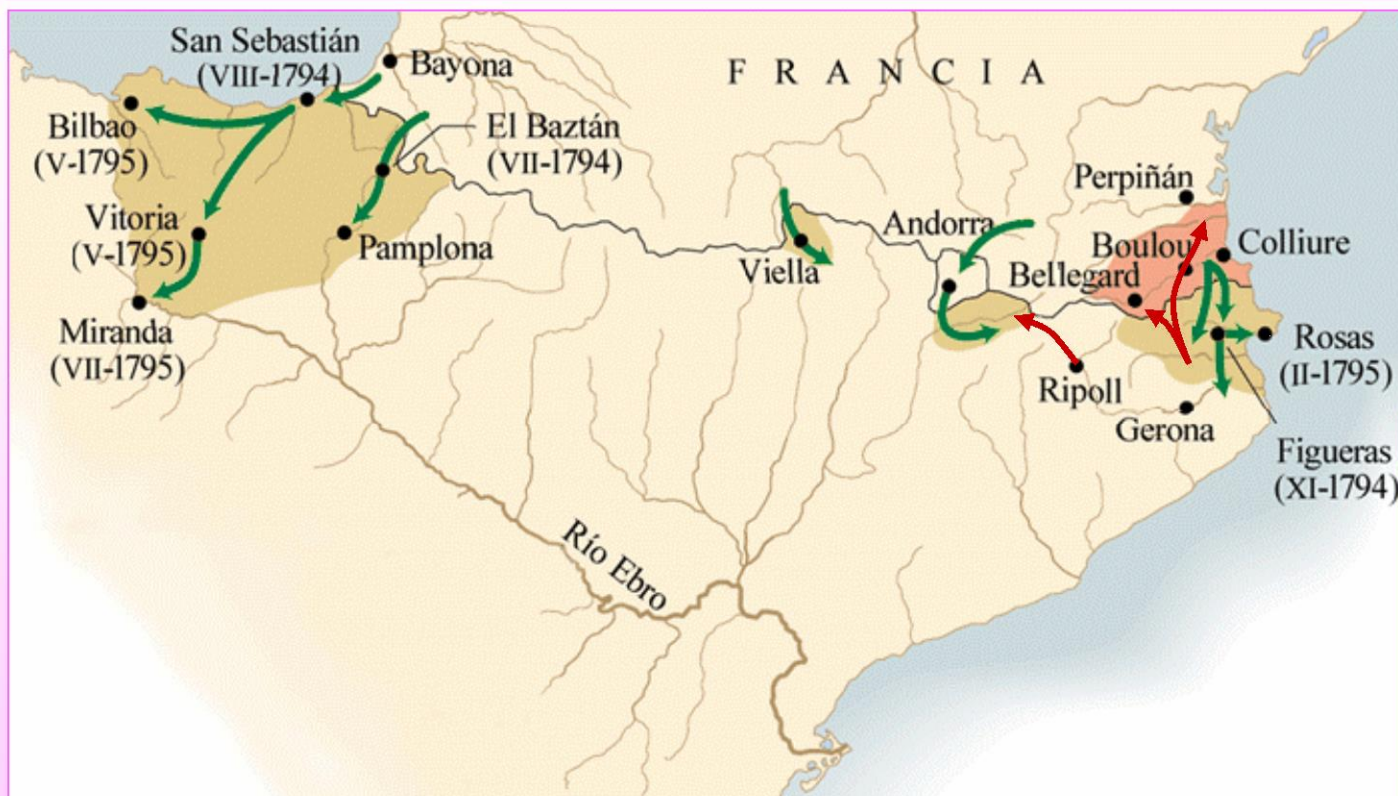 San Sebastián
(VIII-1794)
Bayona
FRANCIA
Bilbao
(V-1795)
El Baztán
(VII-1794)
Perpiñán
Vitoria
(V-1795)
Pamplona
Andorra
Viella
Boulou
Colliure
Bellegard
Miranda
(VII-1795)
Rosas
(II-1795)
Ripoll
Gerona
Figueras
(XI-1794)
Río Ebro